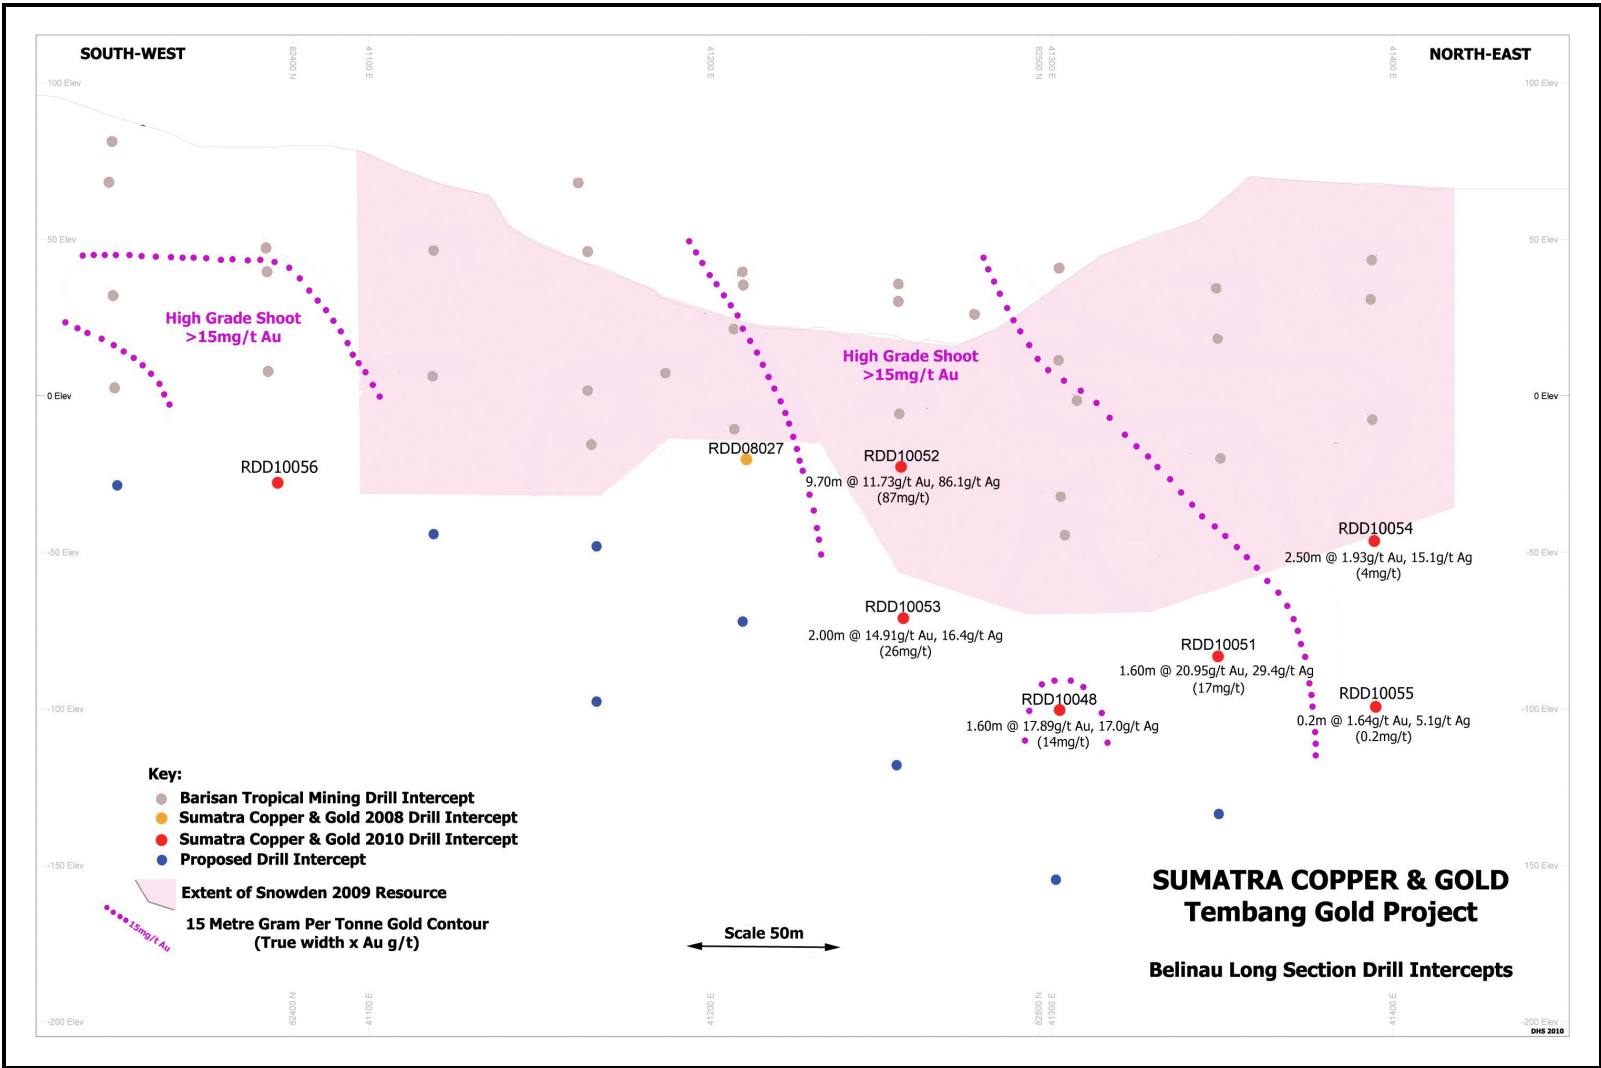 SOUTH-WEST
NORTH-EAST
82400 N
41100 E
41200 E
82500 N
41300 E
41400 E
100 Elev
100 Elev
50 Elev
50 Elev
High Grade Shoot
>15mg/t Au
High Grade Shoot
>15mg/t Au
0 Elev
0 Elev
RDD10056
RDD08027
RDD10052
9.70m @ 11.73g/t Au, 86.1g/t Ag
(87mg/t)
RDD10054
2.50m @ 1.93g/t Au, 15.1g/t Ag
(4mg/t)
-50 Elev
-50 Elev
RDD10053
2.00m @ 14.91g/t Au, 16.4g/t Ag
(26mg/t)
RDD10051
1.60m @ 20.95g/t Au, 29.4g/t Ag
(17mg/t)
RDD10048
1.60m @ 17.89g/t Au, 17.0g/t Ag
(14mg/t)
RDD10055
0.2m @ 1.64g/t Au, 5.1g/t Ag
(0.2mg/t)
-100 Elev
-100 Elev
Key:
Barisan Tropical Mining Drill Intercept
Sumatra Copper & Gold 2008 Drill Intercept
Sumatra Copper & Gold 2010 Drill Intercept
Proposed Drill Intercept
-150 Elev
150 Elev
Extent of Snowden 2009 Resource
15mg/t Au
15 Metre Gram Per Tonne Gold Contour
(True width x Au g/t)
Scale 50m
SUMATRA COPPER & GOLD
Tembang Gold Project
Belinau Long Section Drill Intercepts
82400 N
41100 E
41200 E
82500 N
41300 E
41400 E
-200 Elev
-200 Elev
DHS 2010